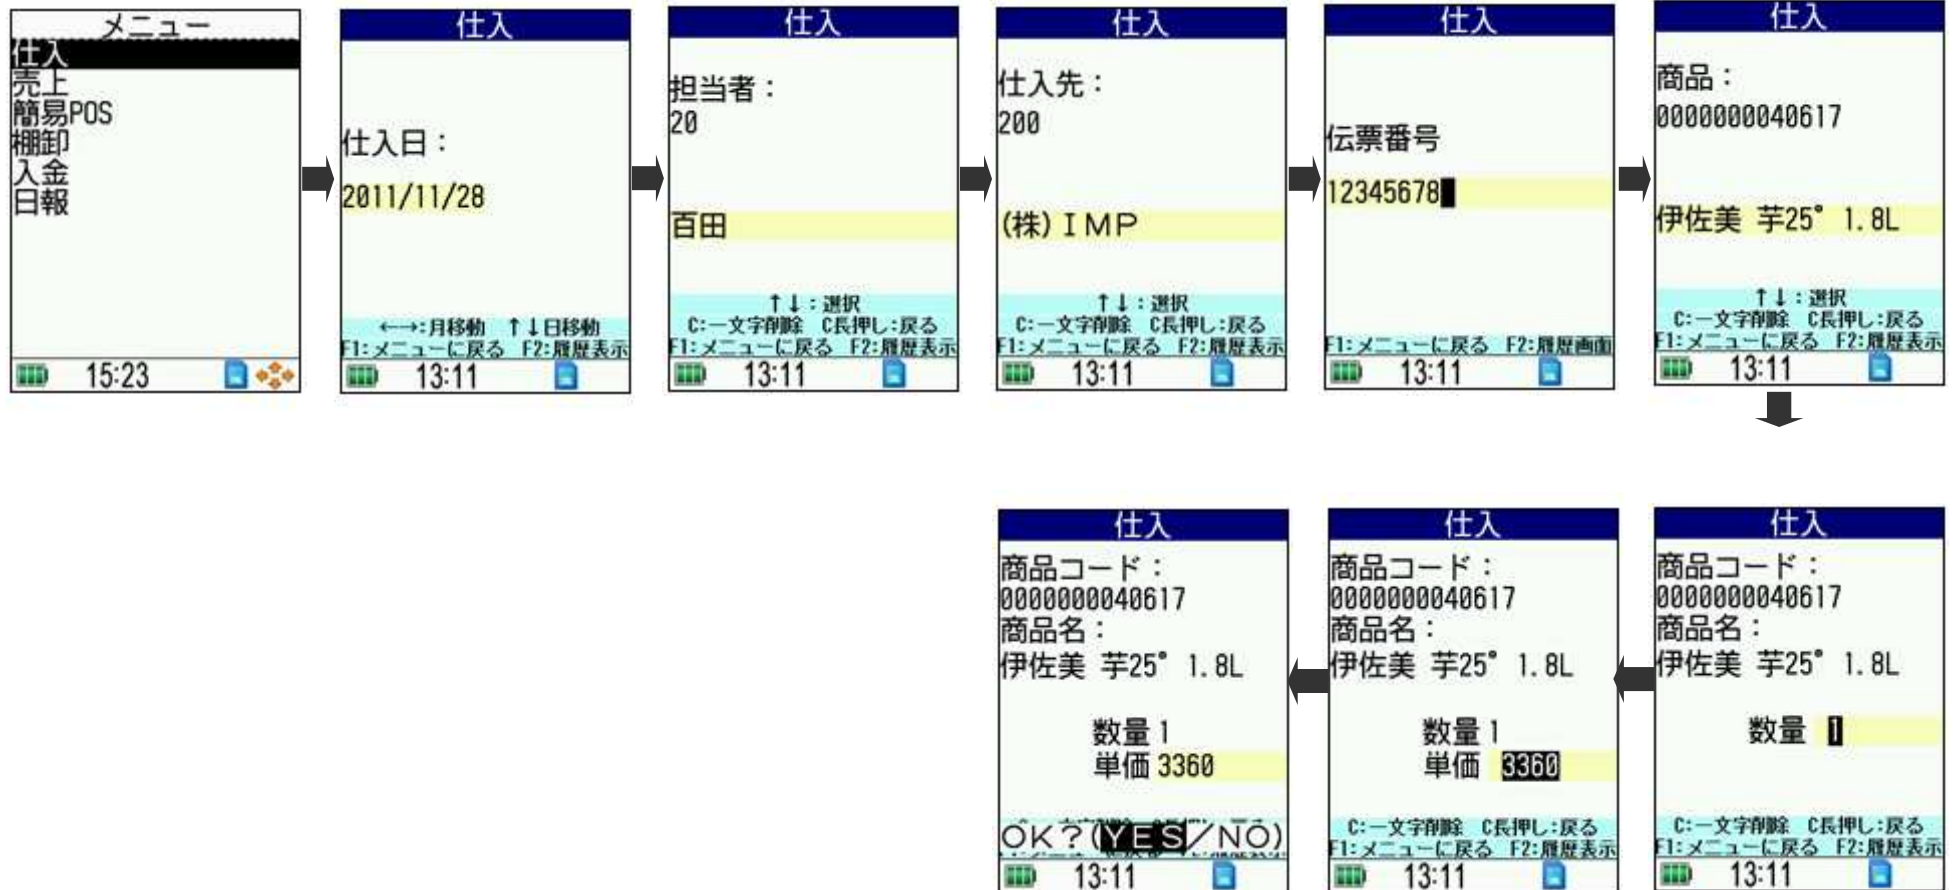 メニュー
仕入
売上
簡易POS
棚卸
入金
日報
15:23
仕入
仕入日：
2011/11/28
←→:月移動 ↑↓日移動
F1:メニューに戻る F2:履歴表示
13:11
仕入
担当者：
20
百田
↑↓：選択
C:一文字削除 C長押し:戻る
F1:メニューに戻る F2:履歴表示
13:11
仕入
仕入先：
200
(株)ＩＭＰ
↑↓：選択
C:一文字削除 C長押し:戻る
F1:メニューに戻る F2:履歴表示
13:11
仕入
伝票番号
12345678
F1:メニューに戻る F2:履歴画面
13:11
仕入
商品：
0000000040617
伊佐美 芋25° 1.8L
↑↓：選択
C:一文字削除 C長押し:戻る
F1:メニューに戻る F2:履歴表示
13:11
仕入
商品コード：
0000000040617
商品名：
伊佐美 芋25° 1.8L
数量 1
C:一文字削除 C長押し:戻る
F1:メニューに戻る F2:履歴表示
13:11
仕入
商品コード：
0000000040617
商品名：
伊佐美 芋25° 1.8L
数量 1
単価 3360
C:一文字削除 C長押し:戻る
F1:メニューに戻る F2:履歴表示
13:11
仕入
商品コード：
0000000040617
商品名：
伊佐美 芋25° 1.8L
数量 1
単価 3360
ＯＫ？(ＹＥＳ／ＮＯ)
13:11